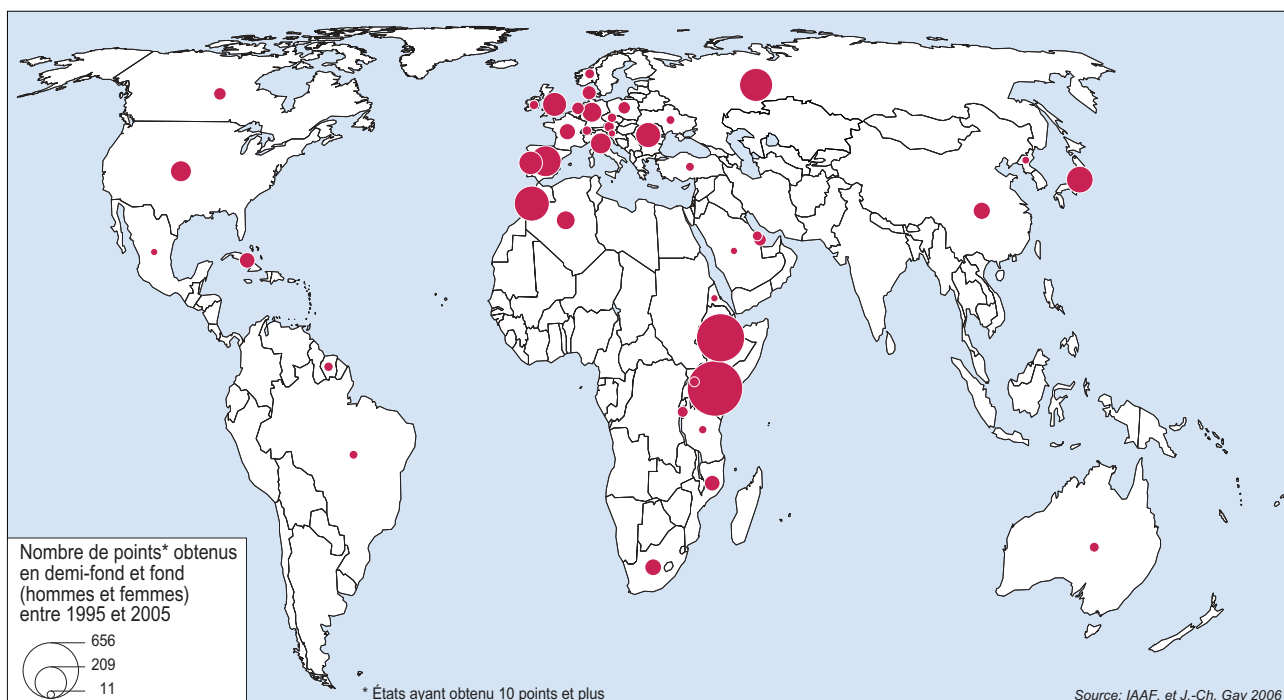 Nombre de points* obtenus
en demi-fond et fond
(hommes et femmes)
entre 1995 et 2005
656
209
11
* États ayant obtenu 10 points et plus
Source: IAAF, et J.-Ch. Gay 2006